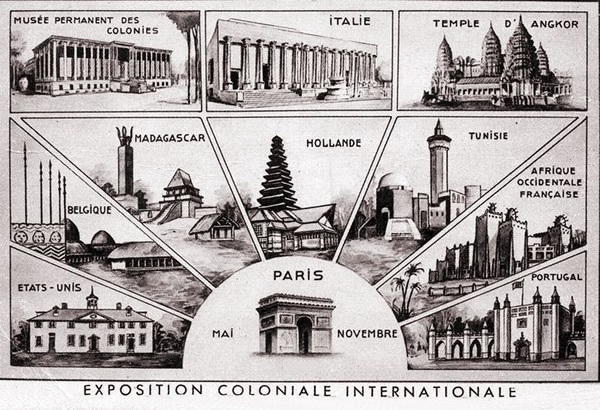 MUSÉE PERMANENT DES
COLONIES
ITALIE
TEMPLE D'ANGKOR
MADAGASCAR
HOLLANDE
TUNISIE
BELGIQUE
AFRIQUE
OCCIDENTALE
FRANÇAISE
ETATS-UNIS
PARIS
MAI NOVEMBRE
PORTUGAL
EXPOSITION COLONIALE INTERNATIONALE